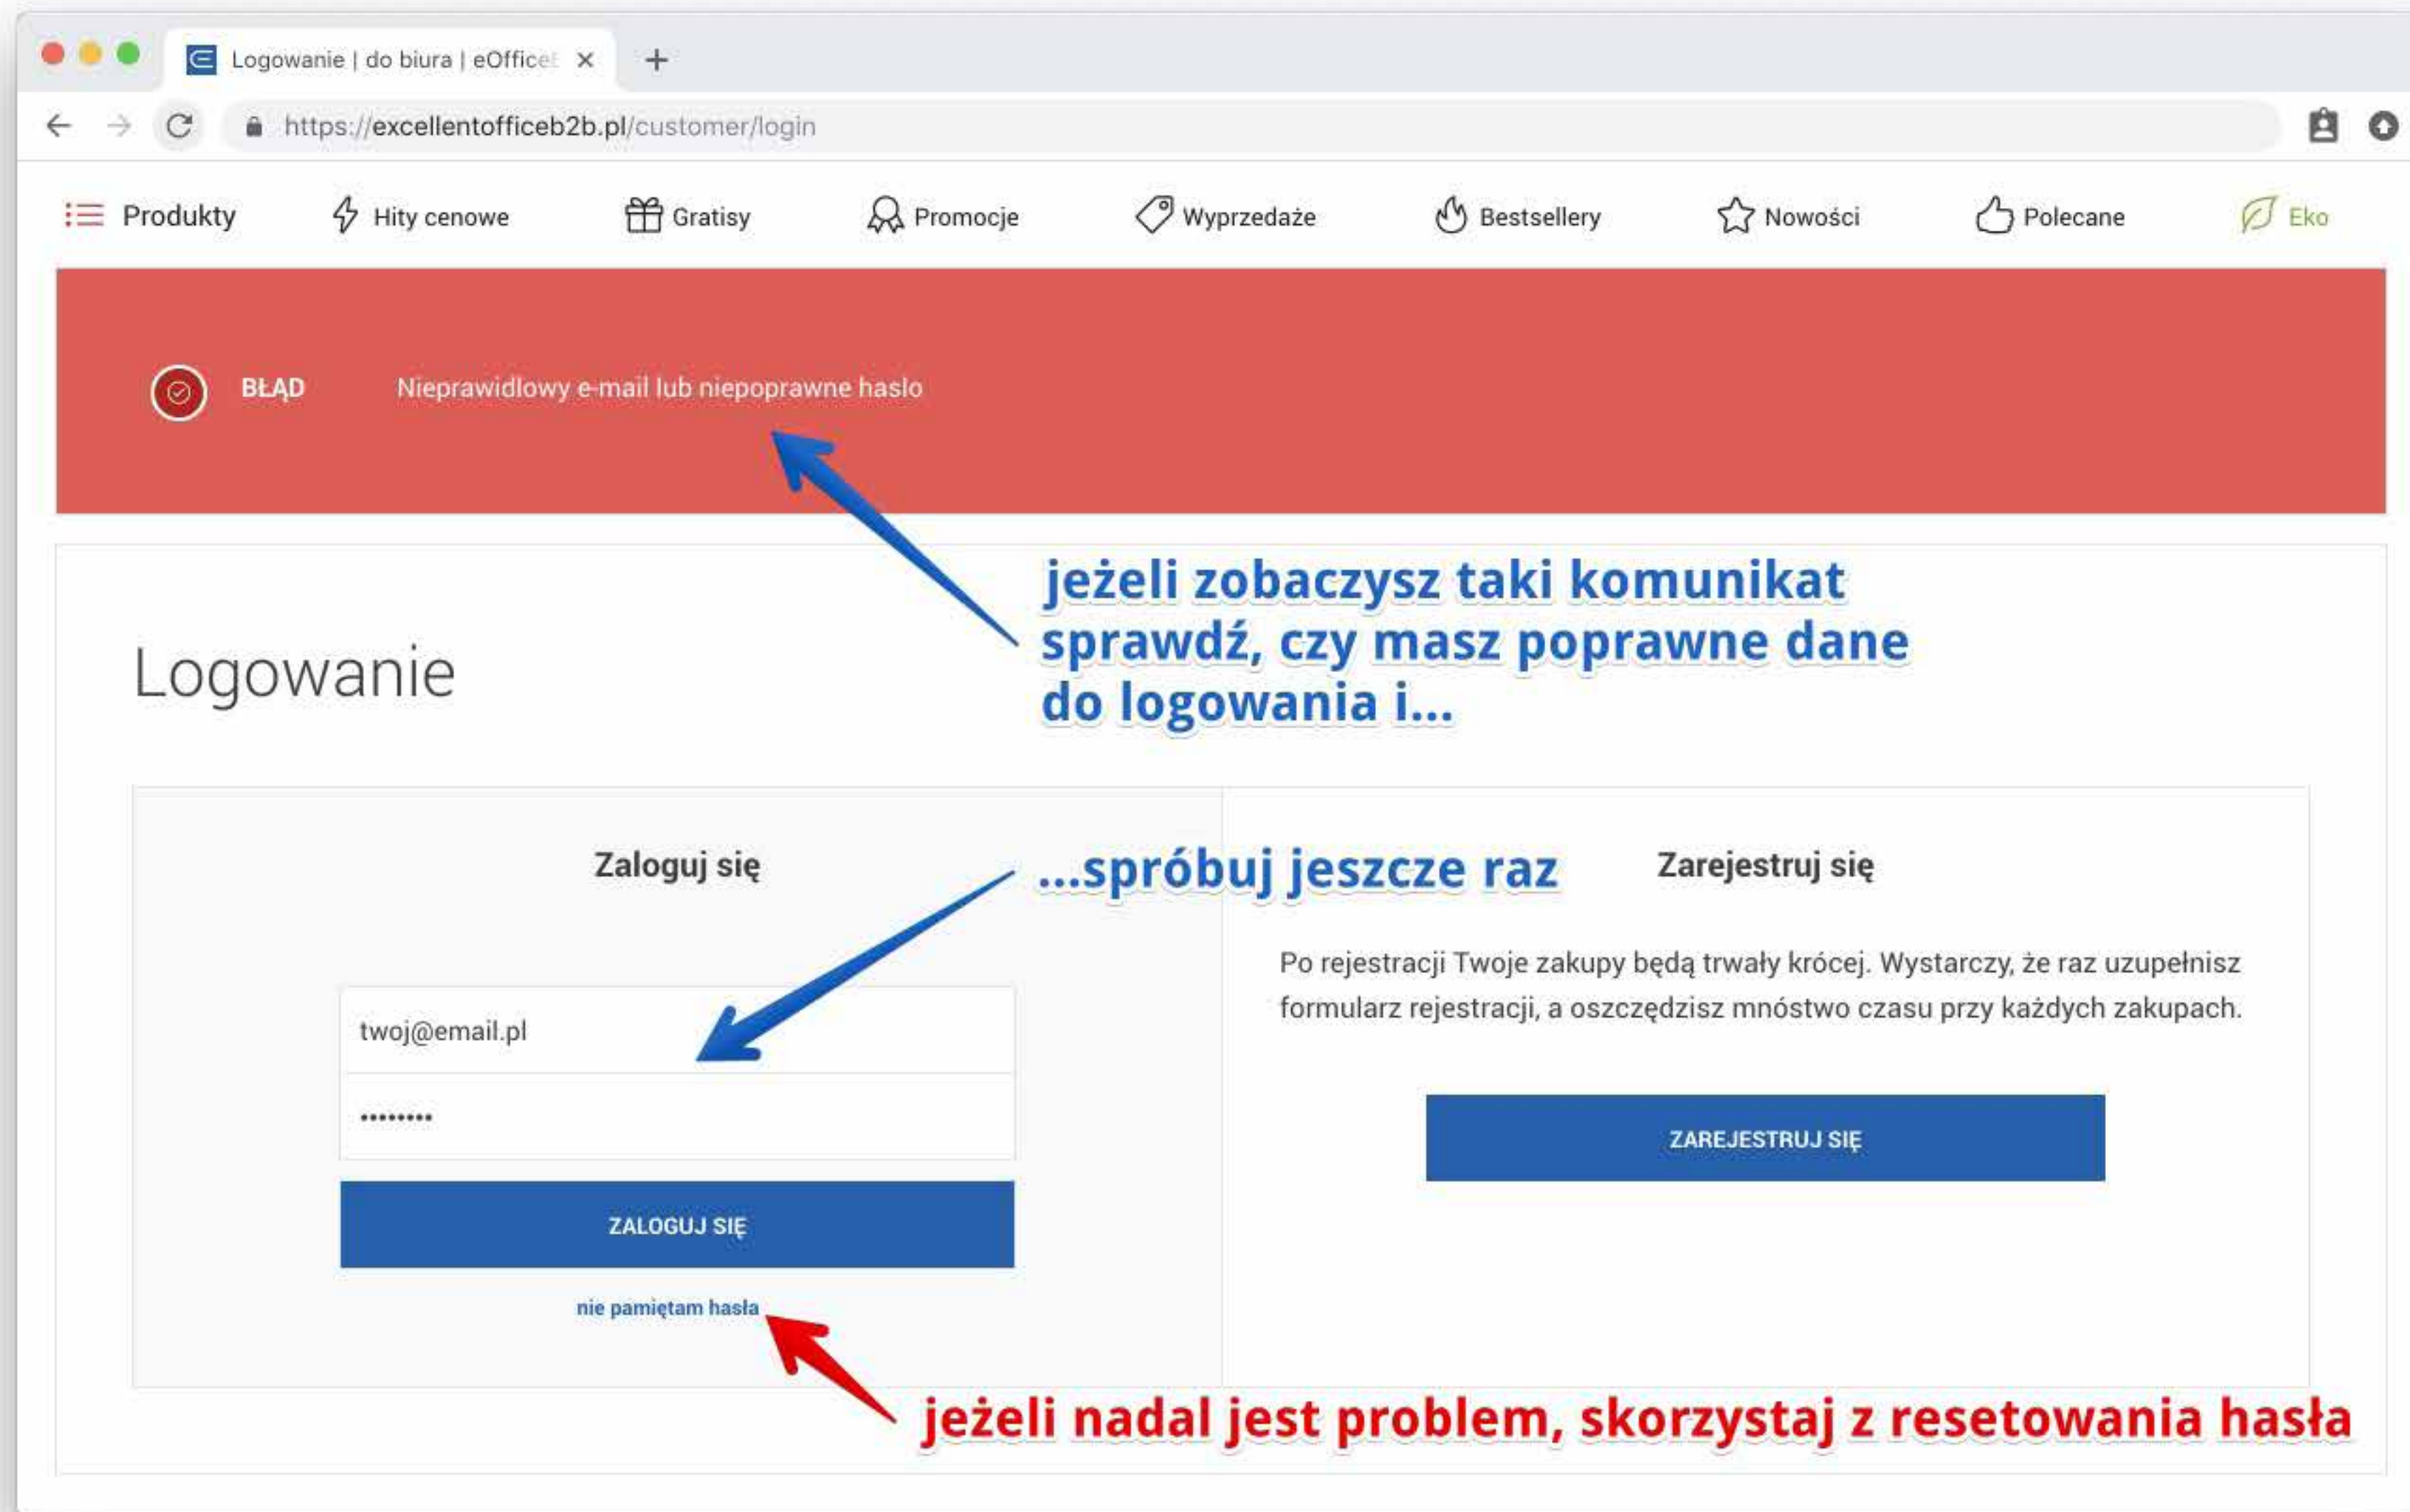 Logowanie | do biura | eOffice
https://excellentofficeb2b.pl/customer/login
Produkty Hity cenowe Gratisy Promocje Wyprzedaże Bestsellery Nowości Polecane Eko
BŁĄD Nieprawidlowy e-mail lub niepoprawne haslo
jeżeli zobaczysz taki komunikat
sprawdź, czy masz poprawne dane
do logowania i...
Logowanie
Zaloguj się
...spróbuj jeszcze raz
Zarejestruj się
Po rejestracji Twoje zakupy będą trwały krócej. Wystarczy, że raz uzupełnisz
formularz rejestracji, a oszczędzisz mnóstwo czasu przy każdych zakupach.
twoj@email.pl
••••••••
ZAREJESTRUJ SIĘ
ZALOGUJ SIĘ
nie pamiętam hasła
jeżeli nadal jest problem, skorzystaj z resetowania hasła